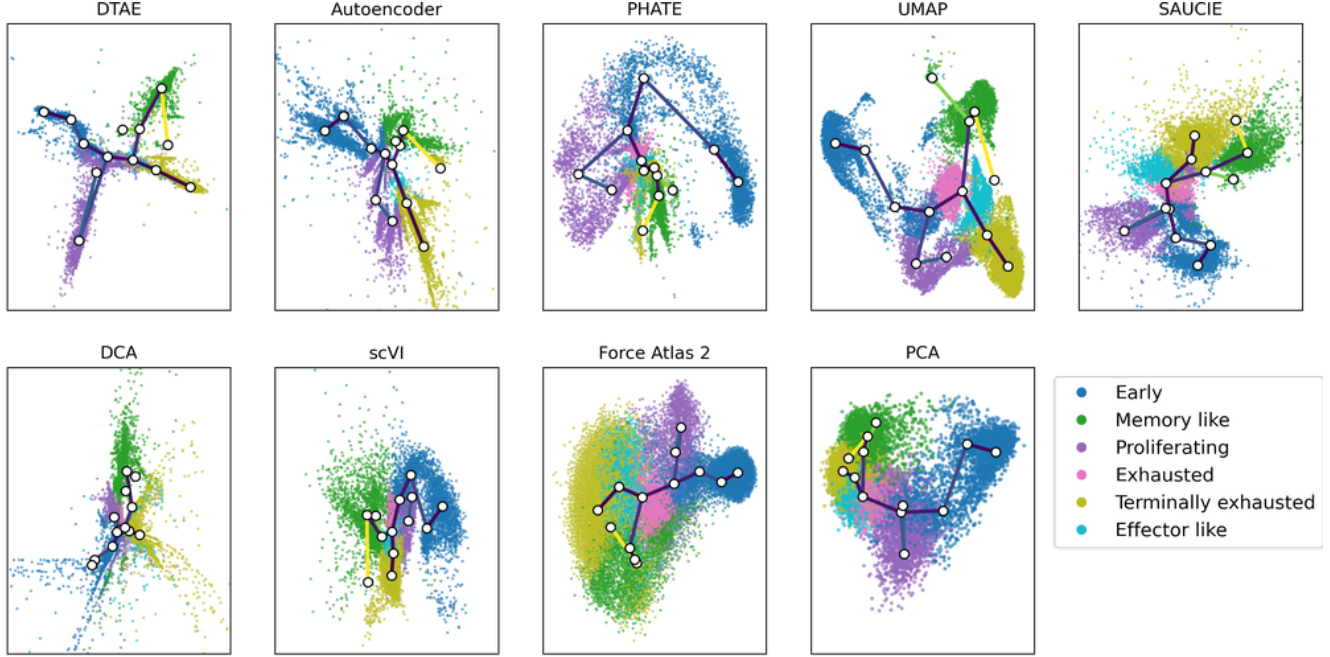 DTAE
Autoencoder
PHATE
UMAP
SAUCIE
DCA
scVI
Force Atlas 2
PCA
Early
Memory like
Proliferating
Exhausted
Terminally exhausted
Effector like